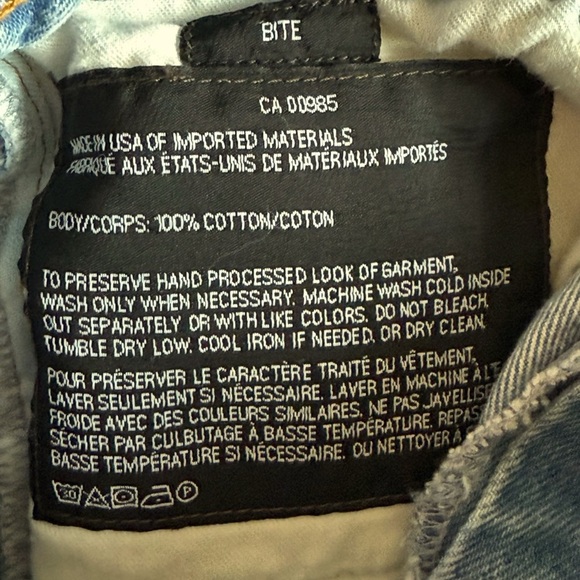 BITE
CA 00985
MADE IN USA OF IMPORTED MATERIALS
FABRIQUÉ AUX ÉTATS-UNIS DE MATÉRIAUX IMPORTÉS
BODY/CORPS: 100% COTTON/COTON
TO PRESERVE HAND PROCESSED LOOK OF GARMENT,
WASH ONLY WHEN NECESSARY. MACHINE WASH COLD INSIDE
OUT SEPARATELY OR WITH LIKE COLORS. DO NOT BLEACH.
TUMBLE DRY LOW. COOL IRON IF NEEDED. OR DRY CLEAN.
POUR PRÉSERVER LE CARACTÈRE TRAITÉ DU VÊTEMENT,
LAVER SEULEMENT SI NÉCESSAIRE. LAVER EN MACHINE À
FROIDE AVEC DES COULEURS SIMILAIRES. NE PAS JAVELLISE
SÉCHER PAR CULBUTAGE À BASSE TEMPÉRATURE. REPAS
BASSE TEMPÉRATURE SI NÉCESSAIRE. OU NETTOYER À
30 P